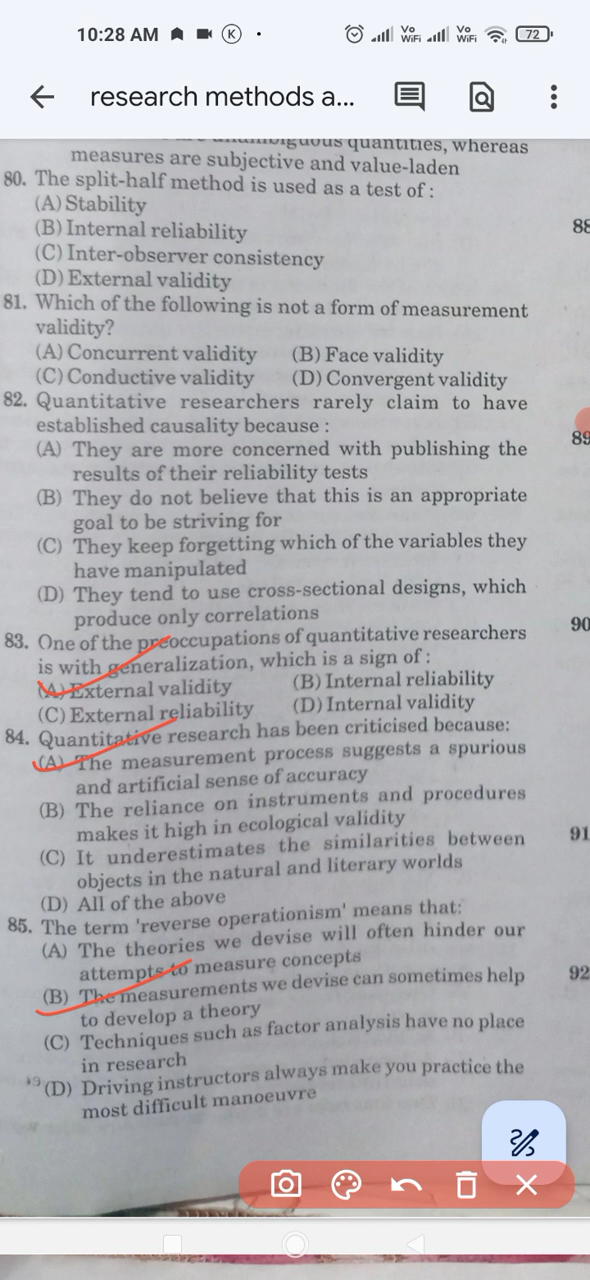 10:28 AM K Vo WiFi Vo WiFi 72
research methods a...
quantities, whereas
measures are subjective and value-laden
80. The split-half method is used as a test of :
(A) Stability
(B) Internal reliability
88
(C) Inter-observer consistency
(D) External validity
81. Which of the following is not a form of measurement
validity?
(A) Concurrent validity (B) Face validity
(C) Conductive validity (D) Convergent validity
82. Quantitative researchers rarely claim to have
established causality because :
89
(A) They are more concerned with publishing the
results of their reliability tests
(B) They do not believe that this is an appropriate
goal to be striving for
(C) They keep forgetting which of the variables they
have manipulated
(D) They tend to use cross-sectional designs, which
produce only correlations
90
83. One of the preoccupations of quantitative researchers
is with generalization, which is a sign of :
(A) External validity (B) Internal reliability
(C) External reliability (D) Internal validity
84. Quantitative research has been criticised because:
(A) The measurement process suggests a spurious
and artificial sense of accuracy
(B) The reliance on instruments and procedures
makes it high in ecological validity
91
(C) It underestimates the similarities between
objects in the natural and literary worlds
(D) All of the above
85. The term 'reverse operationism' means that:
(A) The theories we devise will often hinder our
attempts to measure concepts
92
(B) The measurements we devise can sometimes help
to develop a theory
(C) Techniques such as factor analysis have no place
in research
(D) Driving instructors always make you practice the
most difficult manoeuvre